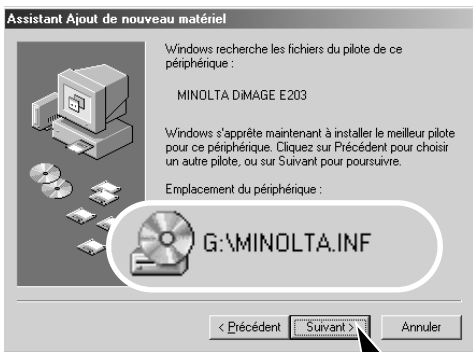 Assistant Ajout de nouveau matériel
Windows recherche les fichiers du pilote de ce
périphérique :
MINOLTA DiMAGE E203
Windows s'apprête maintenant à installer le meilleur pilote
pour ce périphérique. Cliquez sur Précédent pour choisir
un autre pilote, ou sur Suivant pour poursuivre.
Emplacement du périphérique :
G:\MINOLTA.INF
< Précédent
Suivant >
Annuler